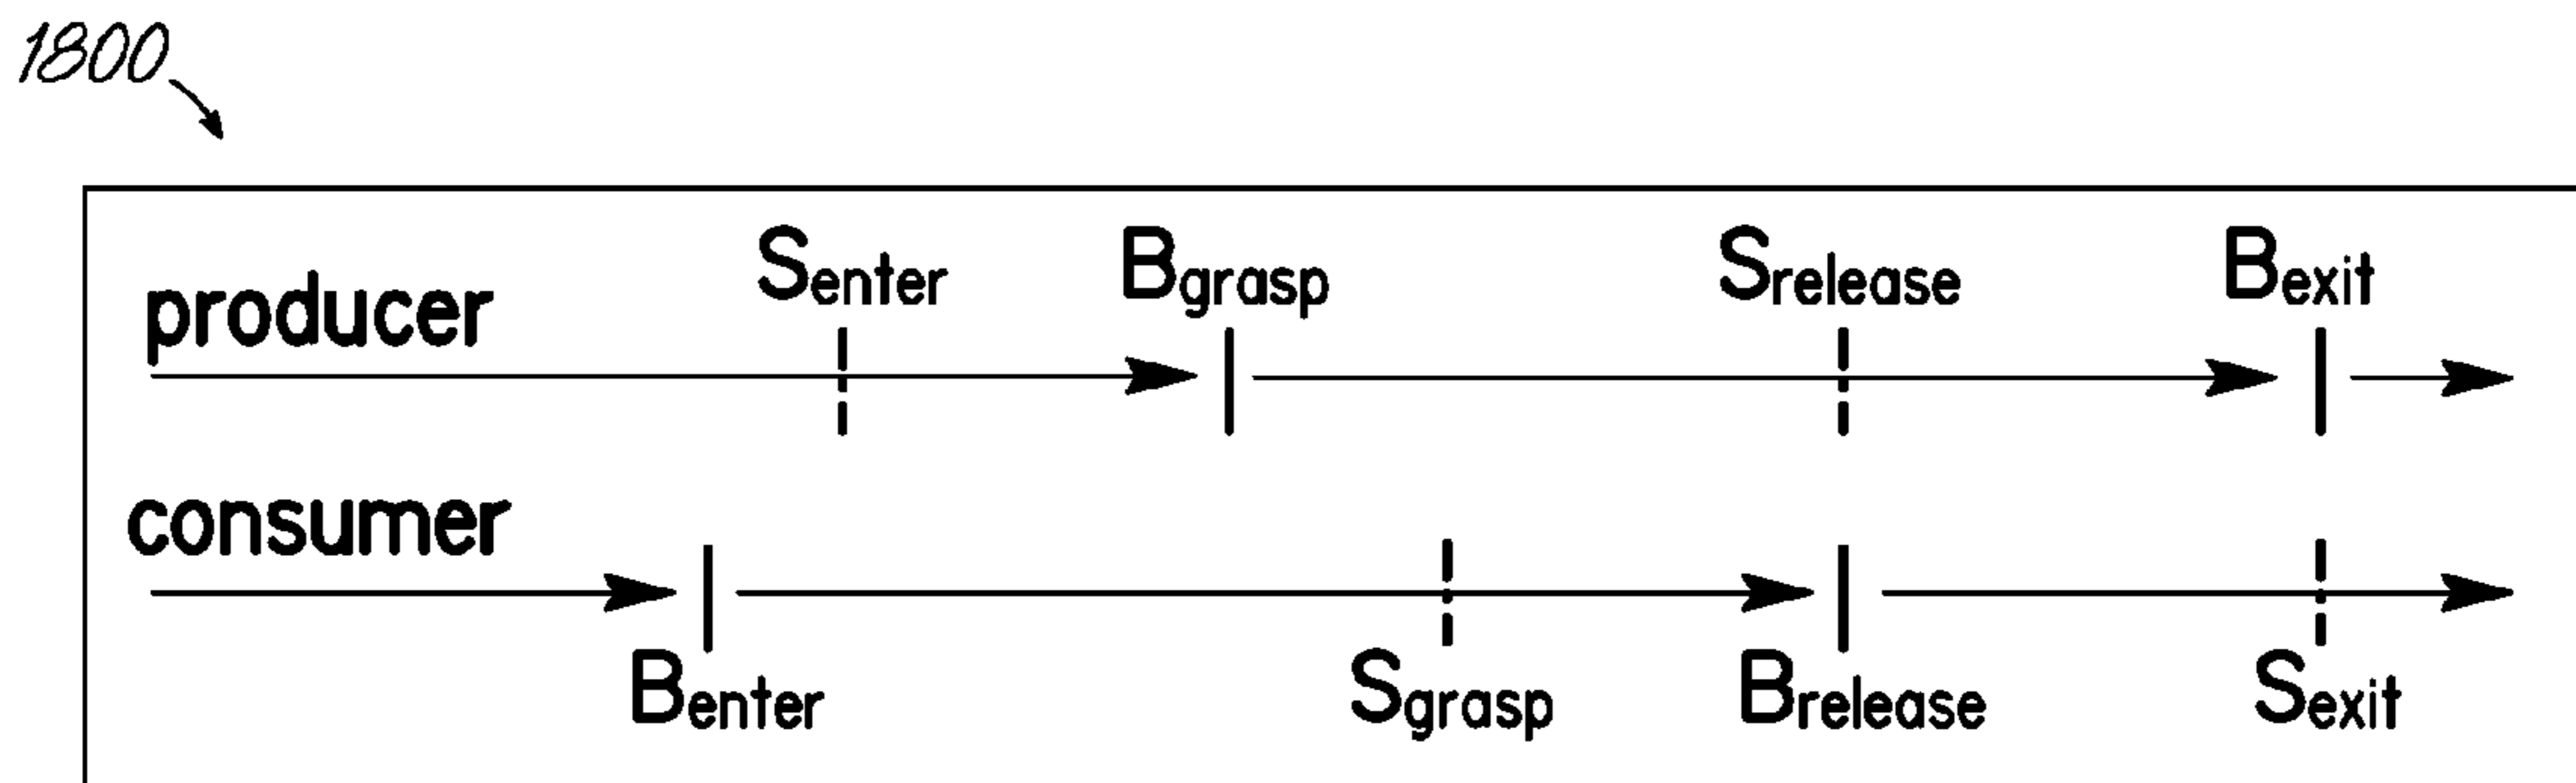 1800
Senter Bgrasp Srelease Bexit
producer
consumer
Benter Sgrasp Brelease Sexit